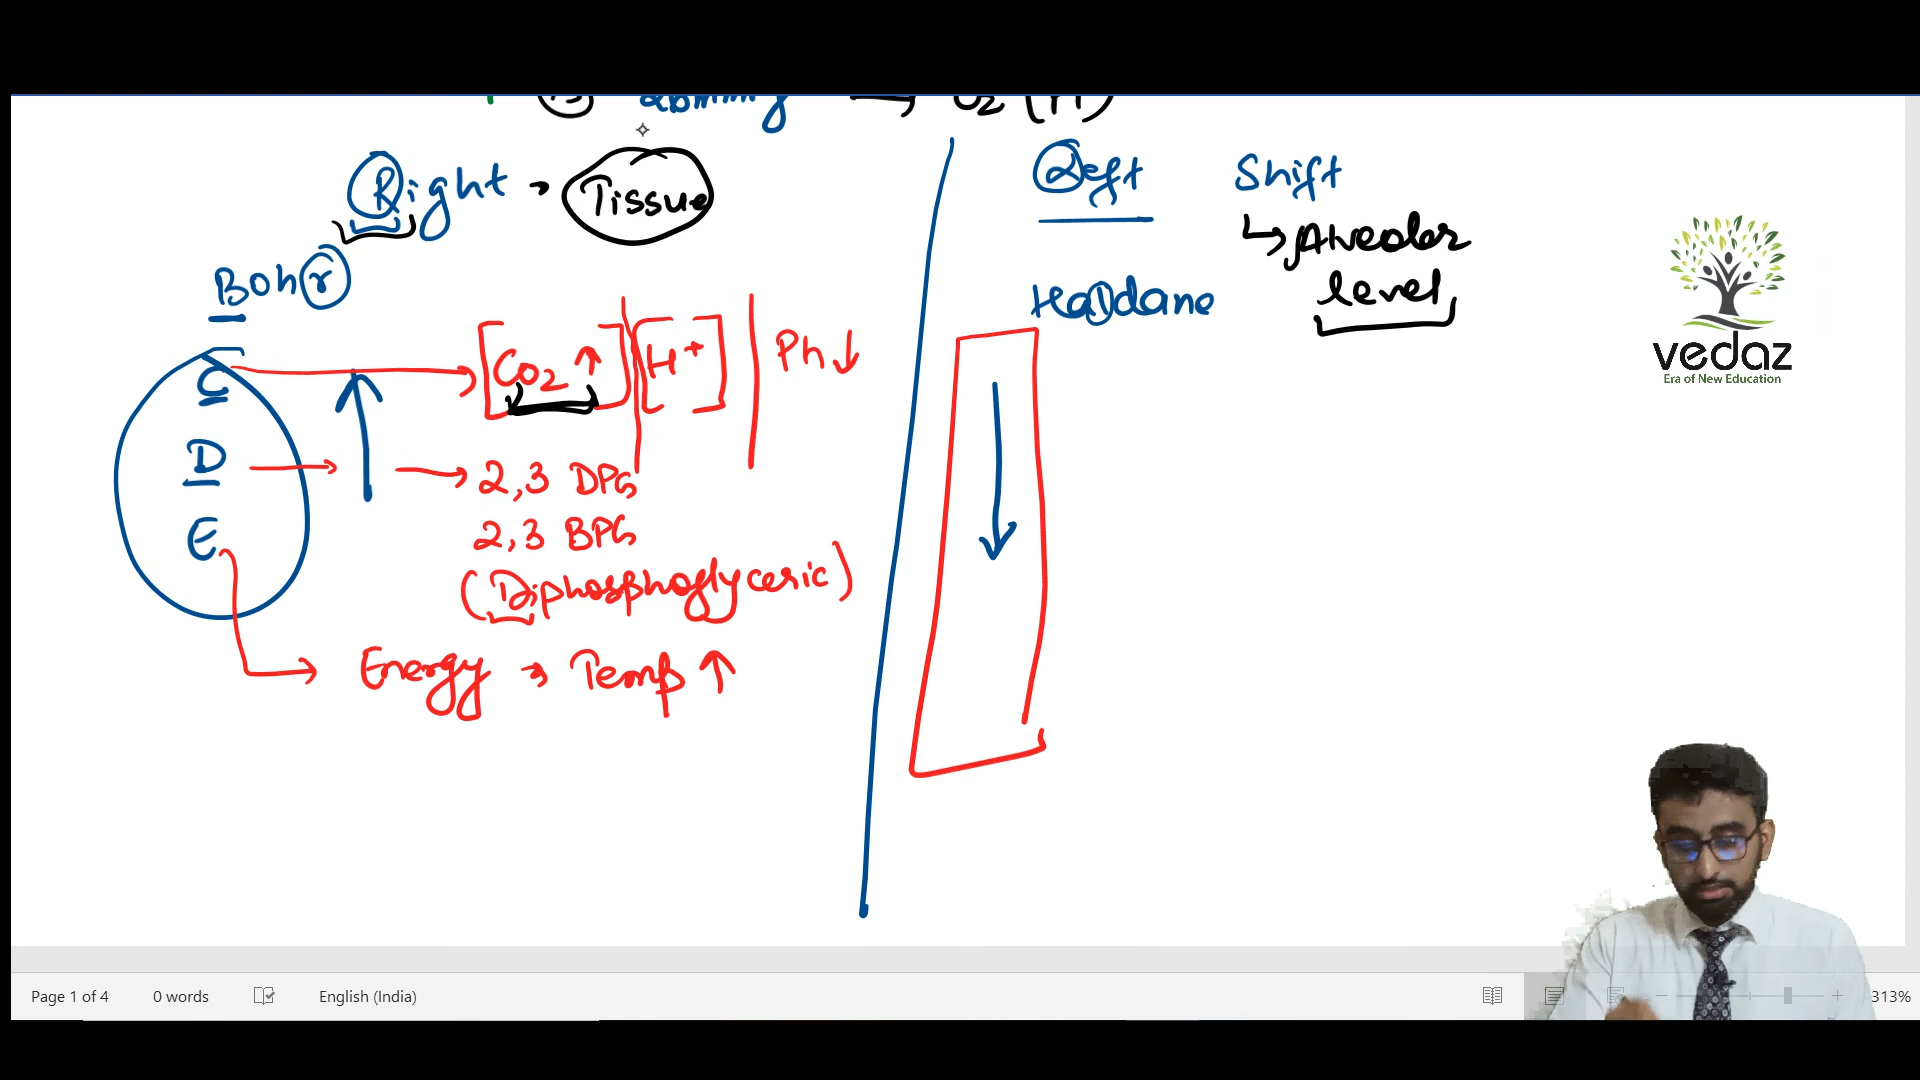 Right → Tissue
Bohr
C → [CO2 ↑] [H+] Ph ↓
D → → 2,3 DPG
2,3 BPG
(Diphosphoglyceric)
E
Energy → Temp ↑
Left Shift
↳ Alveolar
level
Haldane
vedaz
Era of New Education
Page 1 of 4 0 words English (India) 313%